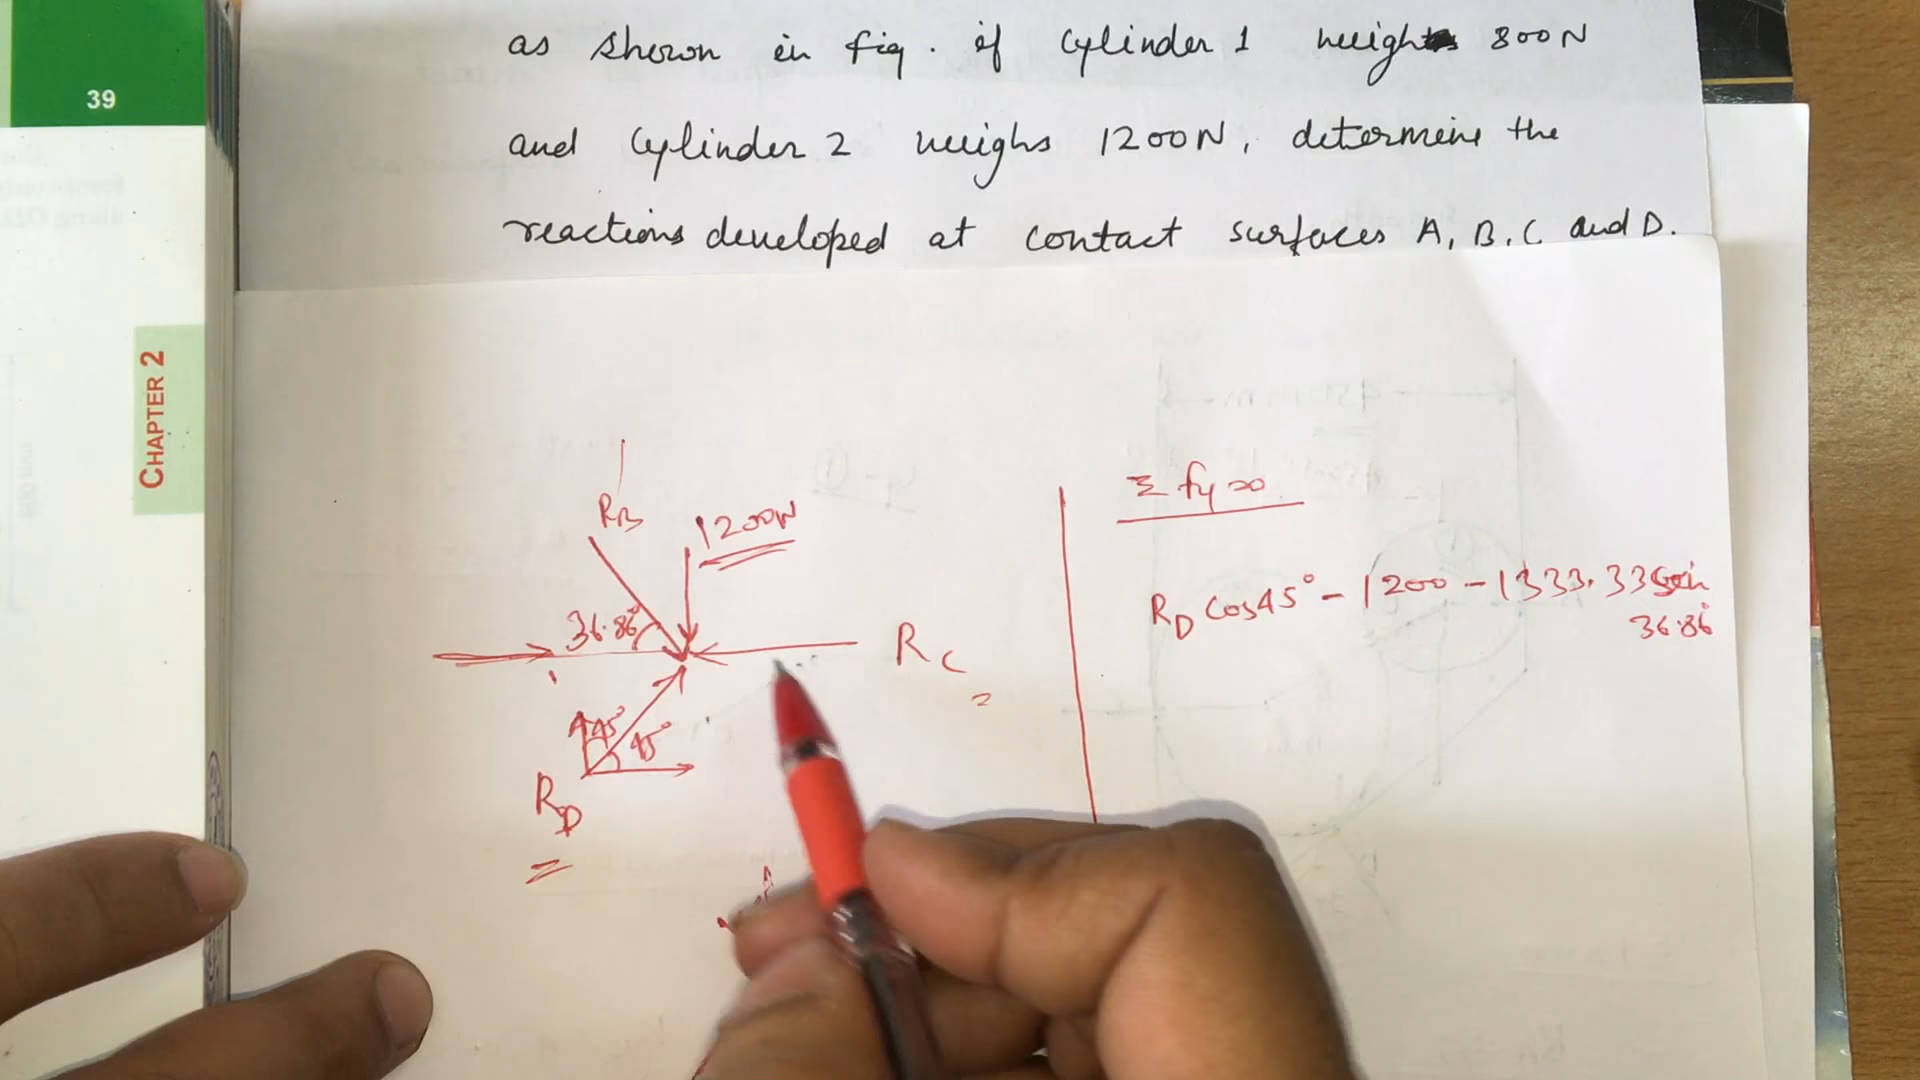 39
as shown in fig. if cylinder 1 weighs 800N
and cylinder 2 weighs 1200N, determine the
reactions developed at contact surfaces A, B, C and D.
CHAPTER 2
RB
1200N
36.86°
RC
=
45°
45°
RD
Σfy=0
RD cos45° - 1200 - 1333.33 sin
36.86°